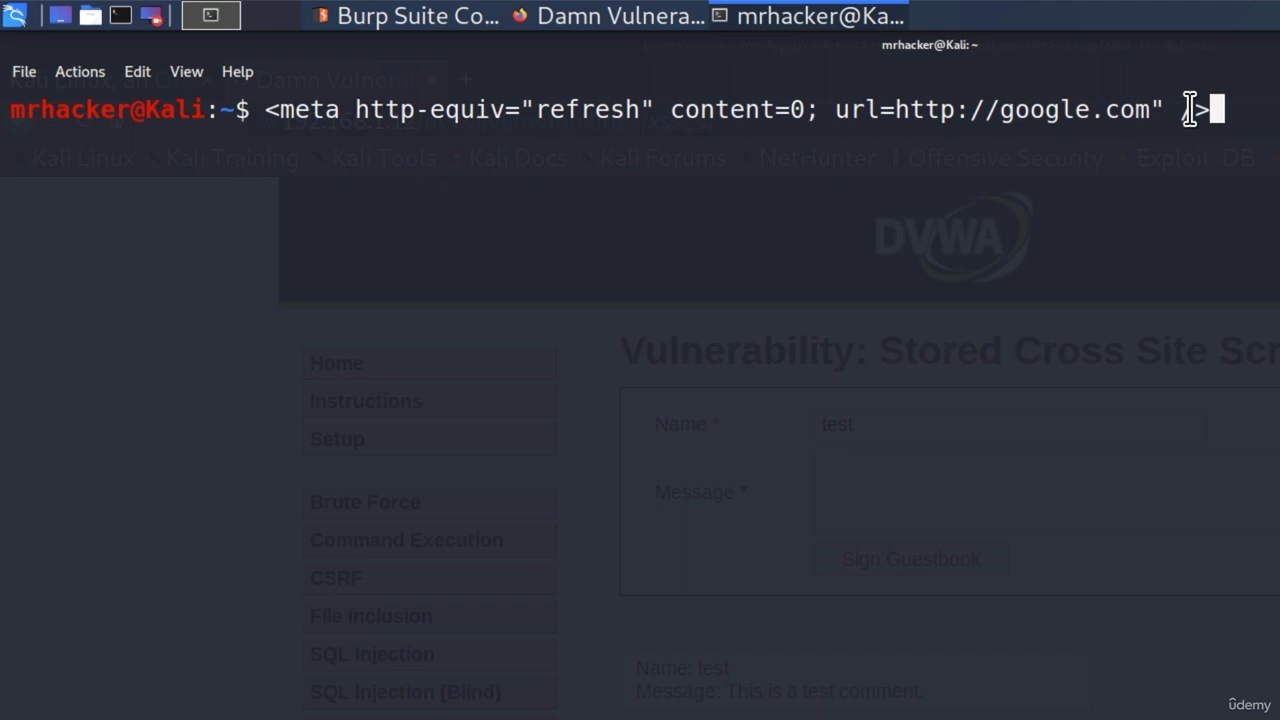 Burp Suite Co... Damn Vulnera... mrhacker@Ka...
mrhacker@Kali: ~
File Actions Edit View Help
mrhacker@Kali:~$ <meta http-equiv="refresh" content=0; url=http://google.com" />
Kali Linux Kali Training Kali Tools Kali Docs Kali Forums NetHunter Offensive Security Exploit-DB
DVWA
Vulnerability: Stored Cross Site Scr
Home
Instructions
Setup
Brute Force
Command Execution
CSRF
File Inclusion
SQL Injection
SQL Injection (Blind)
Name * test
Message *
Sign Guestbook
Name: test
Message: This is a test comment.
ûdemy